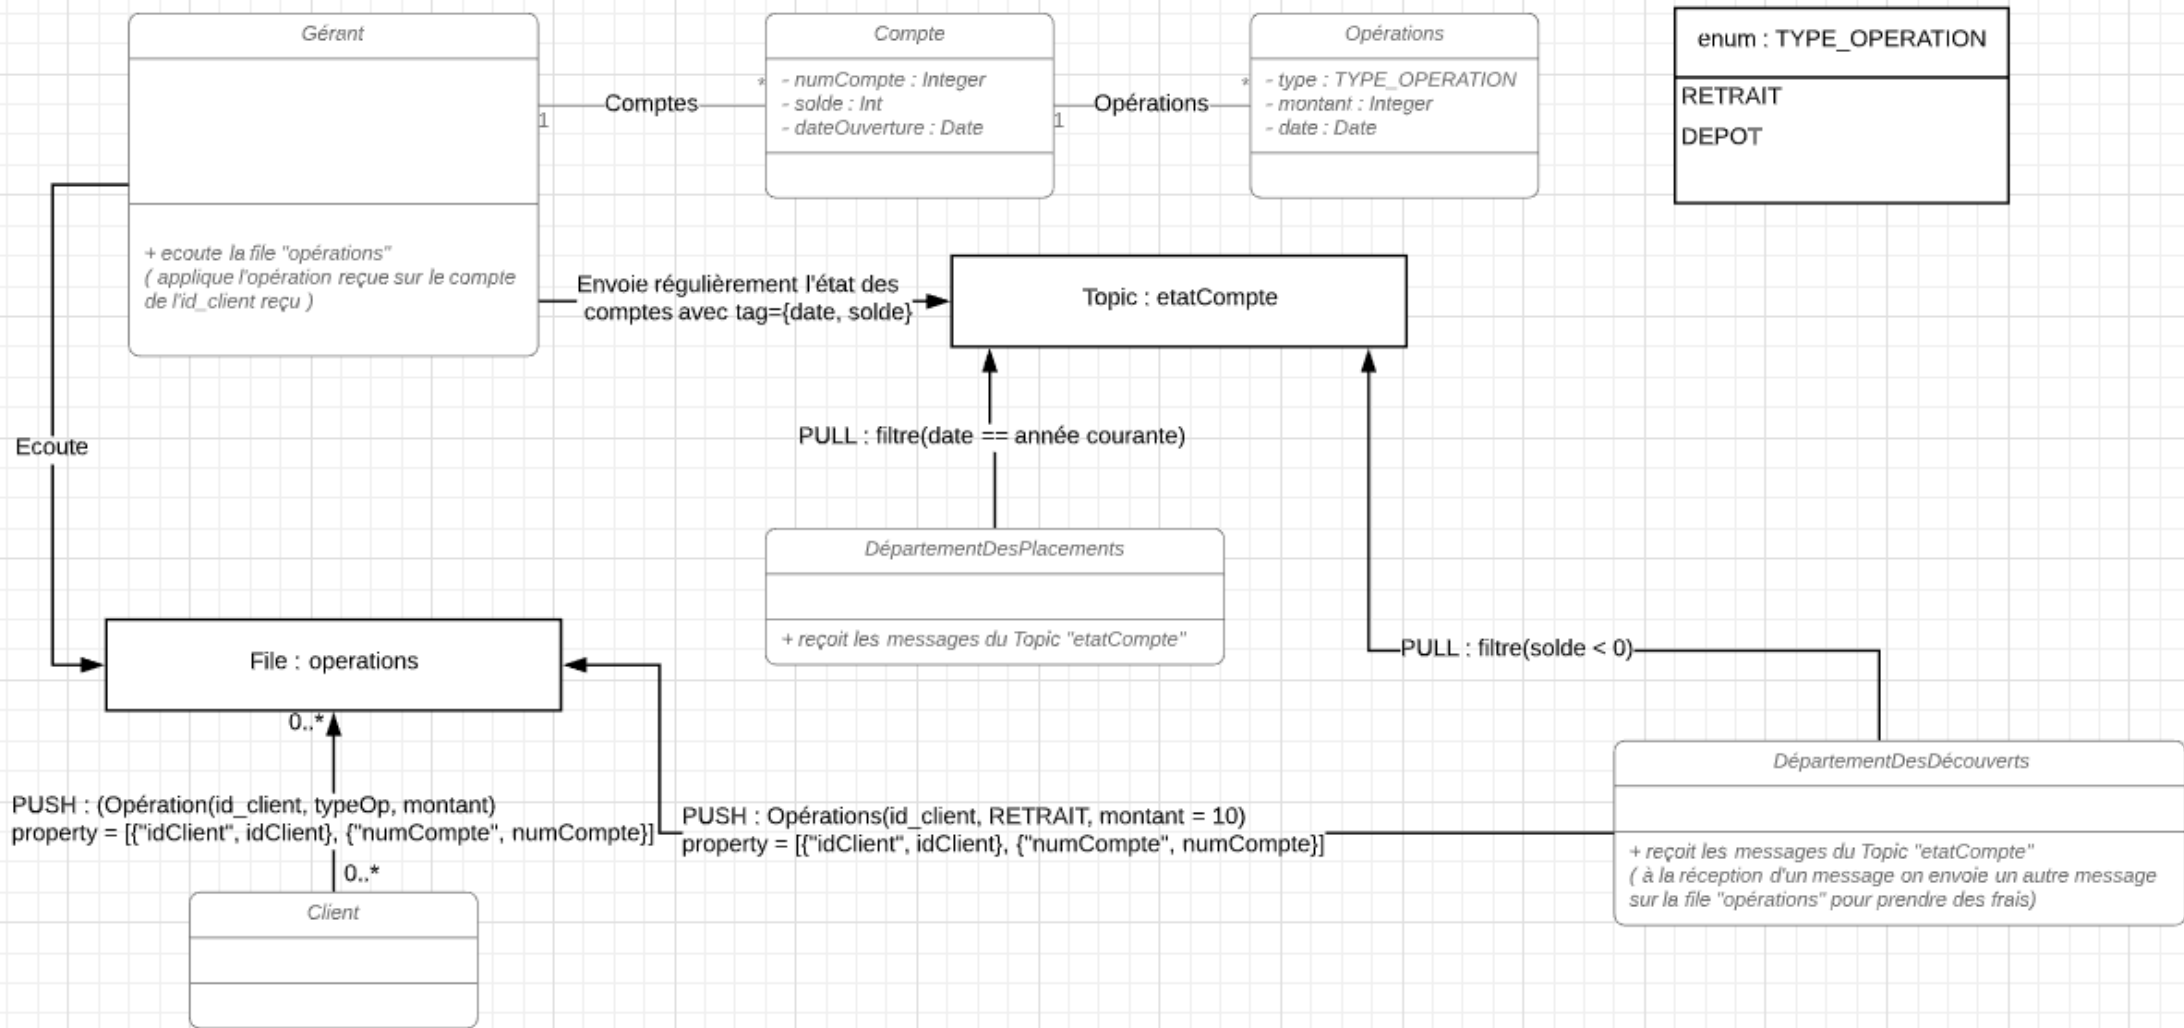 Gérant
+ ecoute la file "opérations"
( applique l'opération reçue sur le compte
de l'id_client reçu )
1
Comptes
*
Compte
- numCompte : Integer
- solde : Int
- dateOuverture : Date
1
Opérations
*
Opérations
- type : TYPE_OPERATION
- montant : Integer
- date : Date
enum : TYPE_OPERATION
RETRAIT
DEPOT
Envoie régulièrement l'état des
comptes avec tag={date, solde}
Topic : etatCompte
Ecoute
PULL : filtre(date == année courante)
DépartementDesPlacements
+ reçoit les messages du Topic "etatCompte"
PULL : filtre(solde < 0)
File : operations
0..*
PUSH : (Opération(id_client, typeOp, montant)
property = [{"idClient", idClient}, {"numCompte", numCompte}]
0..*
Client
PUSH : Opérations(id_client, RETRAIT, montant = 10)
property = [{"idClient", idClient}, {"numCompte", numCompte}]
DépartementDesDécouverts
+ reçoit les messages du Topic "etatCompte"
( à la réception d'un message on envoie un autre message
sur la file "opérations" pour prendre des frais)